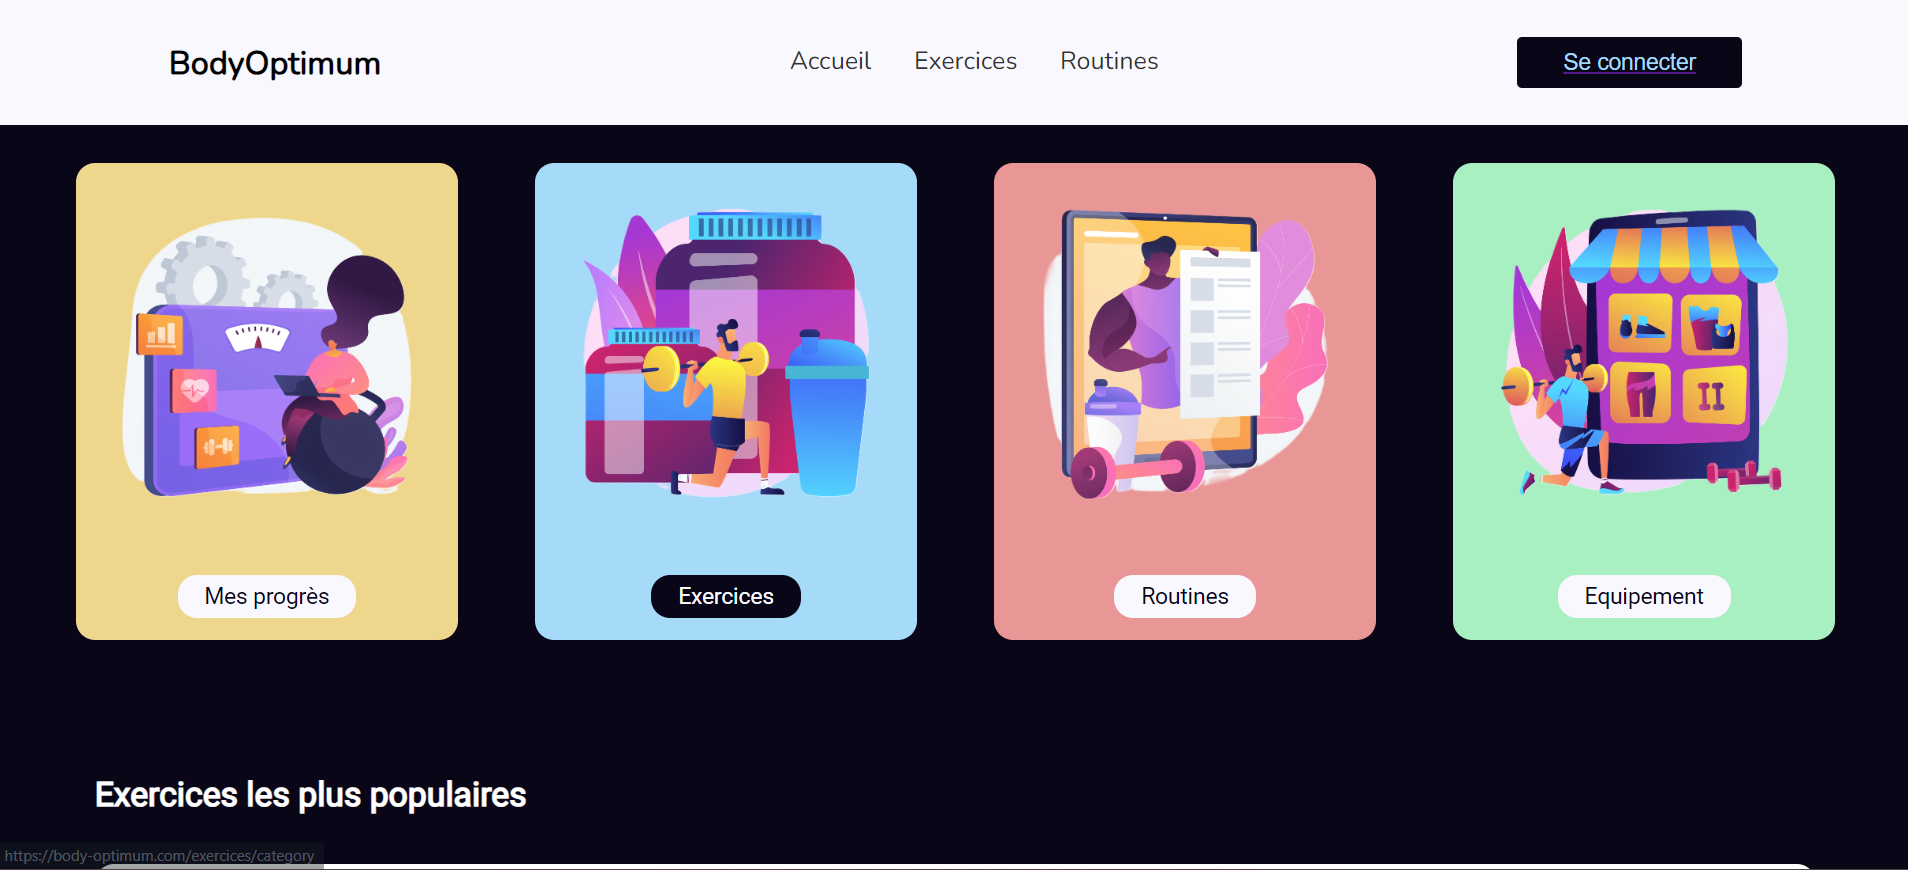 BodyOptimum
Accueil Exercices Routines
Se connecter
Mes progrès
Exercices
Routines
Equipement
Exercices les plus populaires
https://body-optimum.com/exercices/category